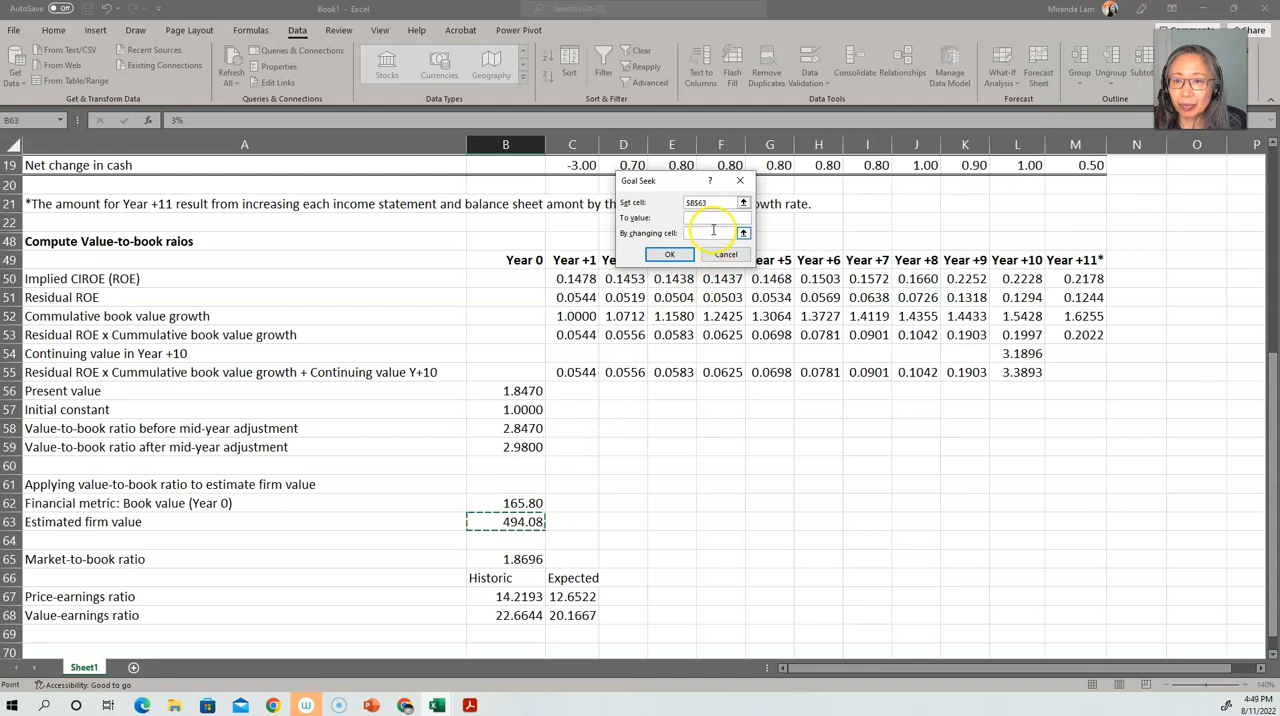 AutoSave Off Book1 - Excel Search (Alt+Q) Miranda Lam
File Home Insert Draw Page Layout Formulas Data Review View Help Acrobat Power Pivot Comments Share
Get Data From Text/CSV From Web From Table/Range Recent Sources Existing Connections Refresh All Queries & Connections Properties Edit Links Stocks Currencies Geography Sort Filter Clear Reapply Advanced Text to Columns Flash Fill Remove Duplicates Data Validation Consolidate Relationships Manage Data Model What-If Analysis Forecast Sheet Group Ungroup
Get & Transform Data Queries & Connections Data Types Sort & Filter Data Tools Forecast Outline
B63 fx 3%
A B C D E F G H I J K L M N O P
19 Net change in cash -3.00 0.70 0.80 0.80 0.80 0.80 0.80 1.00 0.90 1.00 0.50
20
21 *The amount for Year +11 result from increasing each income statement and balance sheet amont by th owth rate.
22
48 Compute Value-to-book raios
49 Year 0 Year +1 Y +5 Year +6 Year +7 Year +8 Year +9 Year +10 Year +11*
50 Implied CIROE (ROE) 0.1478 0.1453 0.1438 0.1437 0.1468 0.1503 0.1572 0.1660 0.2252 0.2228 0.2178
51 Residual ROE 0.0544 0.0519 0.0504 0.0503 0.0534 0.0569 0.0638 0.0726 0.1318 0.1294 0.1244
52 Commulative book value growth 1.0000 1.0712 1.1580 1.2425 1.3064 1.3727 1.4119 1.4355 1.4433 1.5428 1.6255
53 Residual ROE x Cummulative book value growth 0.0544 0.0556 0.0583 0.0625 0.0698 0.0781 0.0901 0.1042 0.1903 0.1997 0.2022
54 Continuing value in Year +10 3.1896
55 Residual ROE x Cummulative book value growth + Continuing value Y+10 0.0544 0.0556 0.0583 0.0625 0.0698 0.0781 0.0901 0.1042 0.1903 3.3893
56 Present value 1.8470
57 Initial constant 1.0000
58 Value-to-book ratio before mid-year adjustment 2.8470
59 Value-to-book ratio after mid-year adjustment 2.9800
60
61 Applying value-to-book ratio to estimate firm value
62 Financial metric: Book value (Year 0) 165.80
63 Estimated firm value 494.08
64
65 Market-to-book ratio 1.8696
66 Historic Expected
67 Price-earnings ratio 14.2193 12.6522
68 Value-earnings ratio 22.6644 20.1667
69
70
Goal Seek ?
Set cell: $B$63
To value:
By changing cell:
OK Cancel
Sheet1
Point Accessibility: Good to go 140%
4:49 PM
8/11/2022